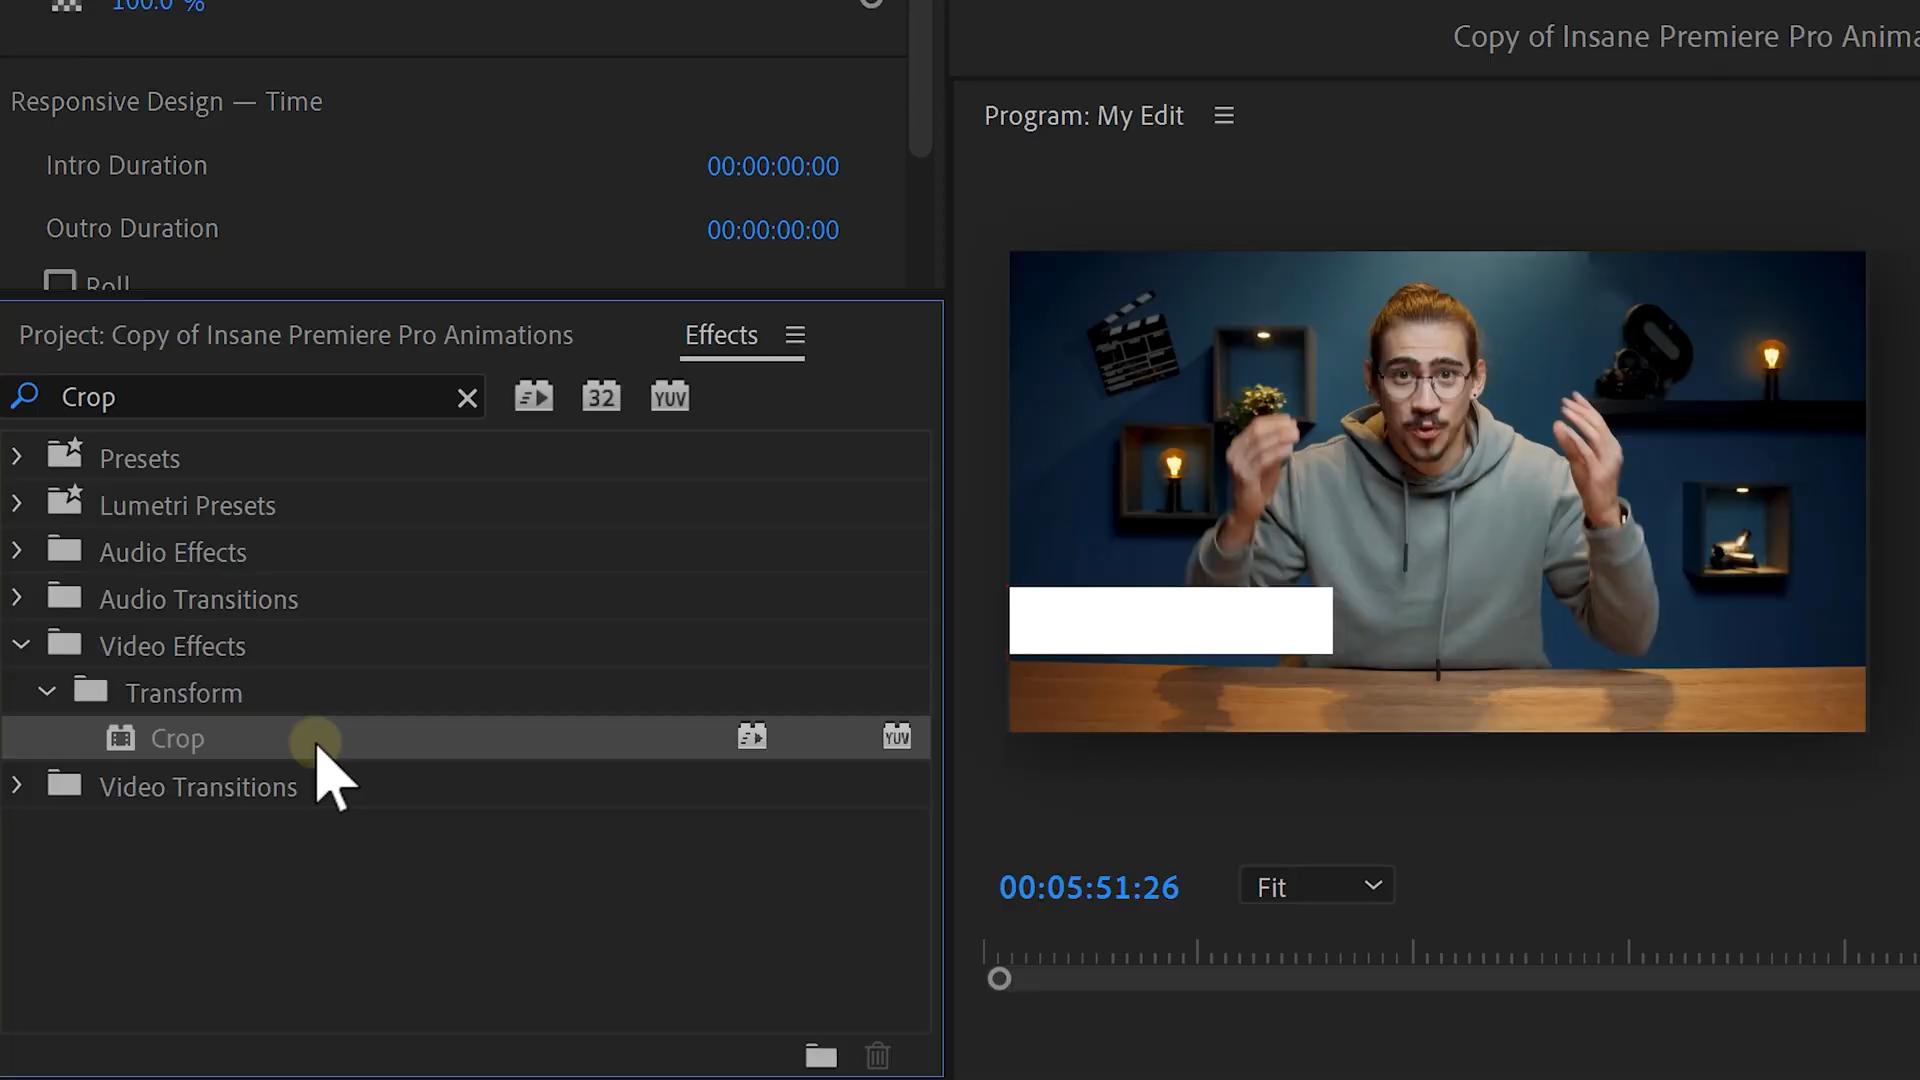 100.0 %
Copy of Insane Premiere Pro Anima
Responsive Design — Time
Intro Duration 00:00:00:00
Outro Duration 00:00:00:00
Roll
Program: My Edit
Project: Copy of Insane Premiere Pro Animations Effects
Crop 32 YUV
Presets
Lumetri Presets
Audio Effects
Audio Transitions
Video Effects
Transform
Crop YUV
Video Transitions
00:05:51:26 Fit